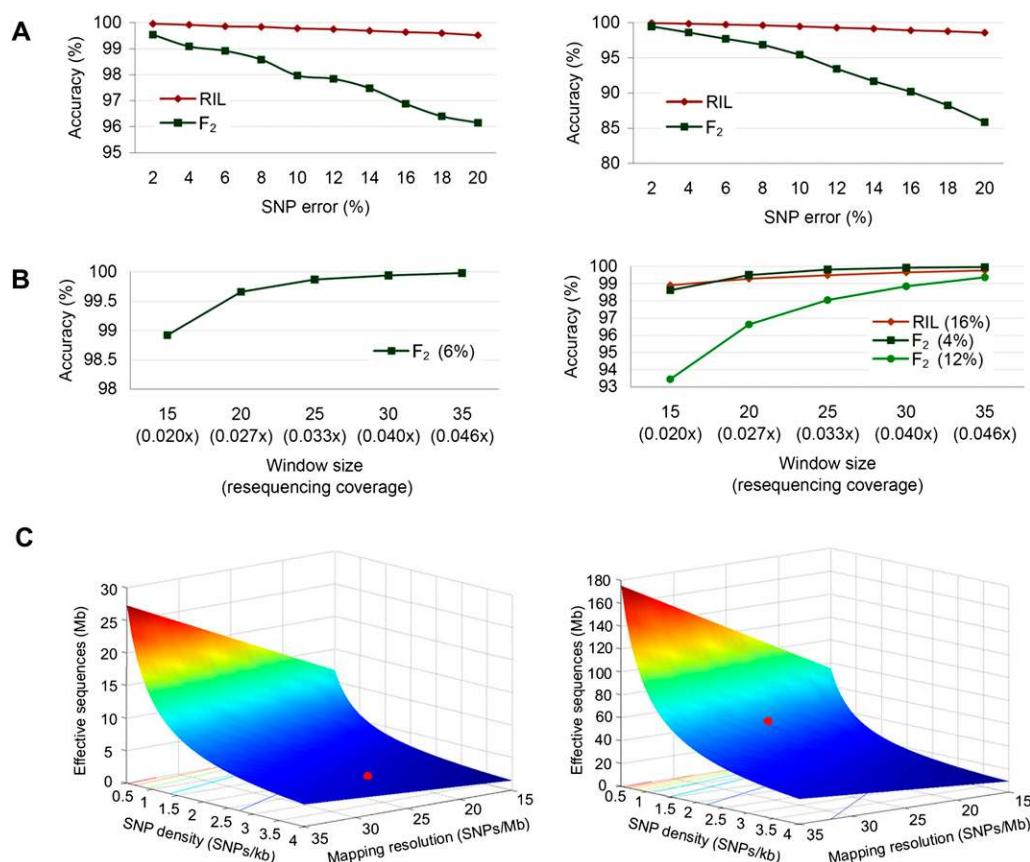 A
Accuracy (%)
100
99
98
97
96
95
RIL
F₂
2 4 6 8 10 12 14 16 18 20
SNP error (%)
Accuracy (%)
100
95
90
85
80
RIL
F₂
2 4 6 8 10 12 14 16 18 20
SNP error (%)
B
Accuracy (%)
100
99.5
99
98.5
98
F₂ (6%)
15 20 25 30 35
(0.020x) (0.027x) (0.033x) (0.040x) (0.046x)
Window size
(resequencing coverage)
Accuracy (%)
100
99
98
97
96
95
94
93
RIL (16%)
F₂ (4%)
F₂ (12%)
15 20 25 30 35
(0.020x) (0.027x) (0.033x) (0.040x) (0.046x)
Window size
(resequencing coverage)
C
Effective sequences (Mb)
30
25
20
15
10
5
0
0.5 1 1.5 2 2.5 3 3.5 4
SNP density (SNPs/kb)
35 30 25 20 15
Mapping resolution (SNPs/Mb)
Effective sequences (Mb)
180
160
140
120
100
80
60
40
20
0
0.5 1 1.5 2 2.5 3 3.5 4
SNP density (SNPs/kb)
35 30 25 20 15
Mapping resolution (SNPs/Mb)